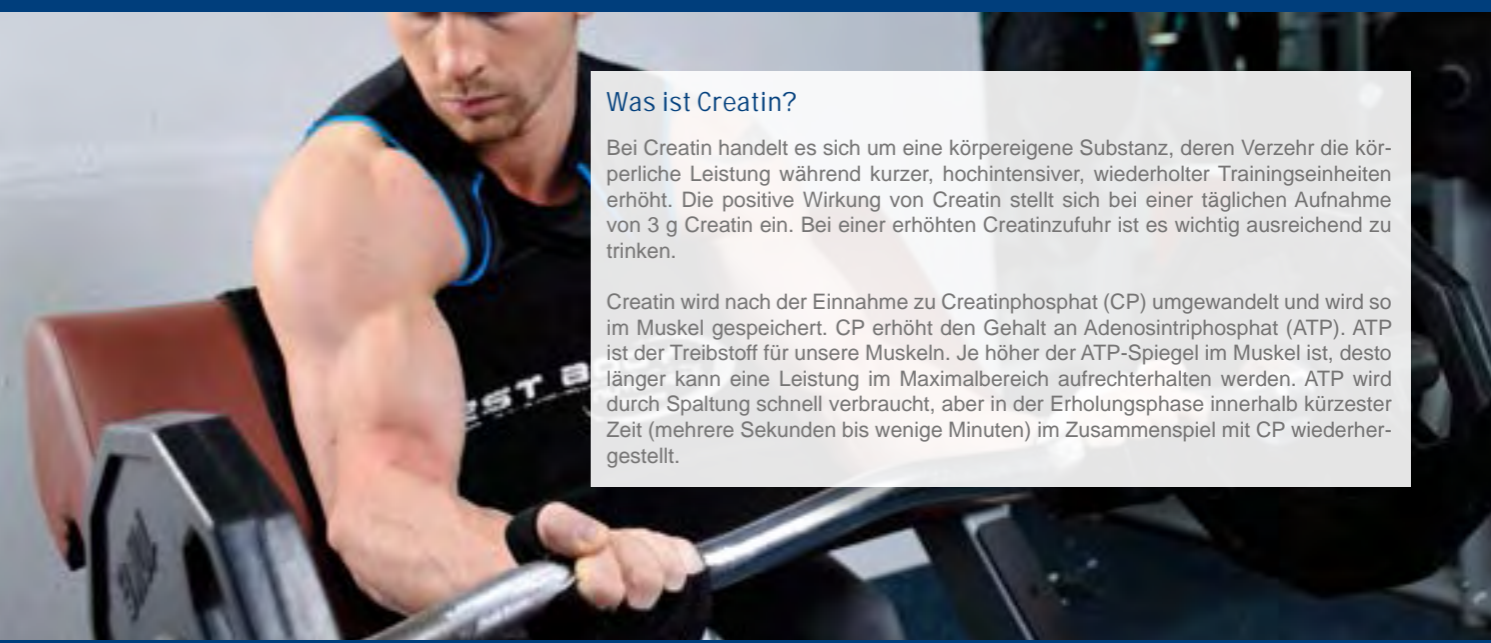 Was ist Creatin?
Bei Creatin handelt es sich um eine körpereigene Substanz, deren Verzehr die kör-
perliche Leistung während kurzer, hochintensiver, wiederholter Trainingseinheiten
erhöht. Die positive Wirkung von Creatin stellt sich bei einer täglichen Aufnahme
von 3 g Creatin ein. Bei einer erhöhten Creatinzufuhr ist es wichtig ausreichend zu
trinken.
Creatin wird nach der Einnahme zu Creatinphosphat (CP) umgewandelt und wird so
im Muskel gespeichert. CP erhöht den Gehalt an Adenosintriphosphat (ATP). ATP
ist der Treibstoff für unsere Muskeln. Je höher der ATP-Spiegel im Muskel ist, desto
länger kann eine Leistung im Maximalbereich aufrechterhalten werden. ATP wird
durch Spaltung schnell verbraucht, aber in der Erholungsphase innerhalb kürzester
Zeit (mehrere Sekunden bis wenige Minuten) im Zusammenspiel mit CP wiederher-
gestellt.